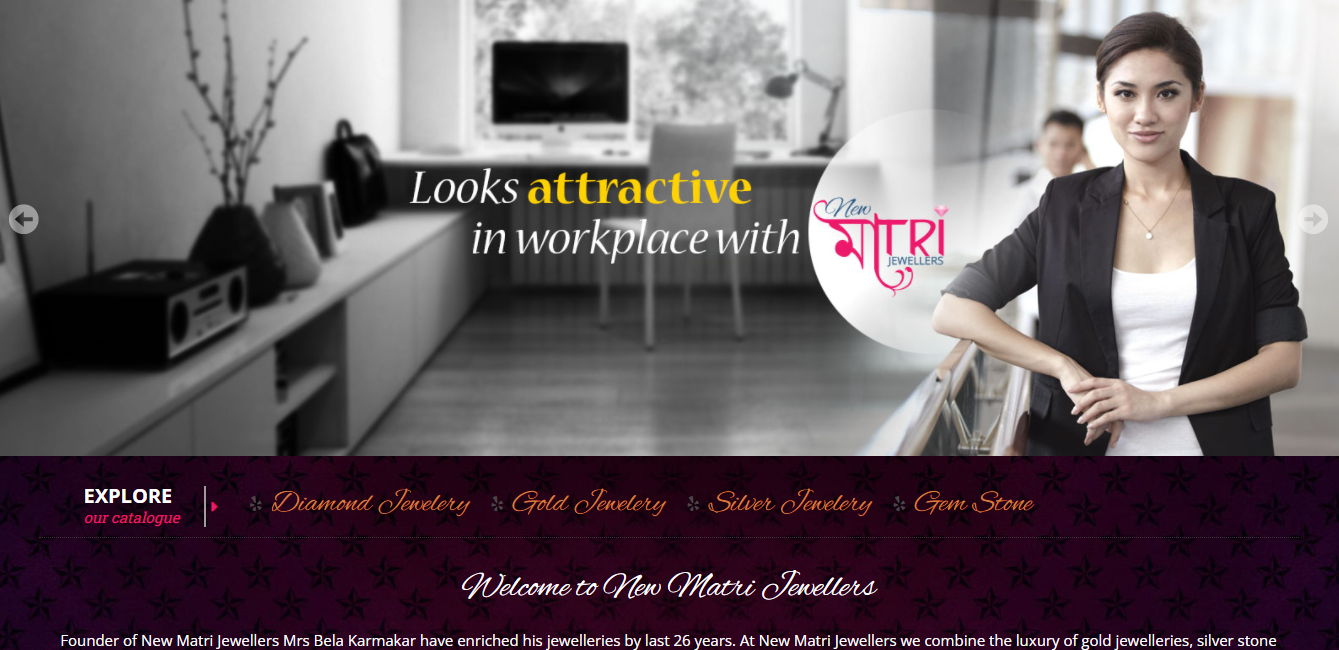 Looks attractive
in workplace with
New
মাTRI
JEWELLERS
EXPLORE
our catalogue
Diamond Jewelery
Gold Jewelery
Silver Jewelery
Gem Stone
Welcome to New Matri Jewellers
Founder of New Matri Jewellers Mrs Bela Karmakar have enriched his jewelleries by last 26 years. At New Matri Jewellers we combine the luxury of gold jewelleries, silver stone